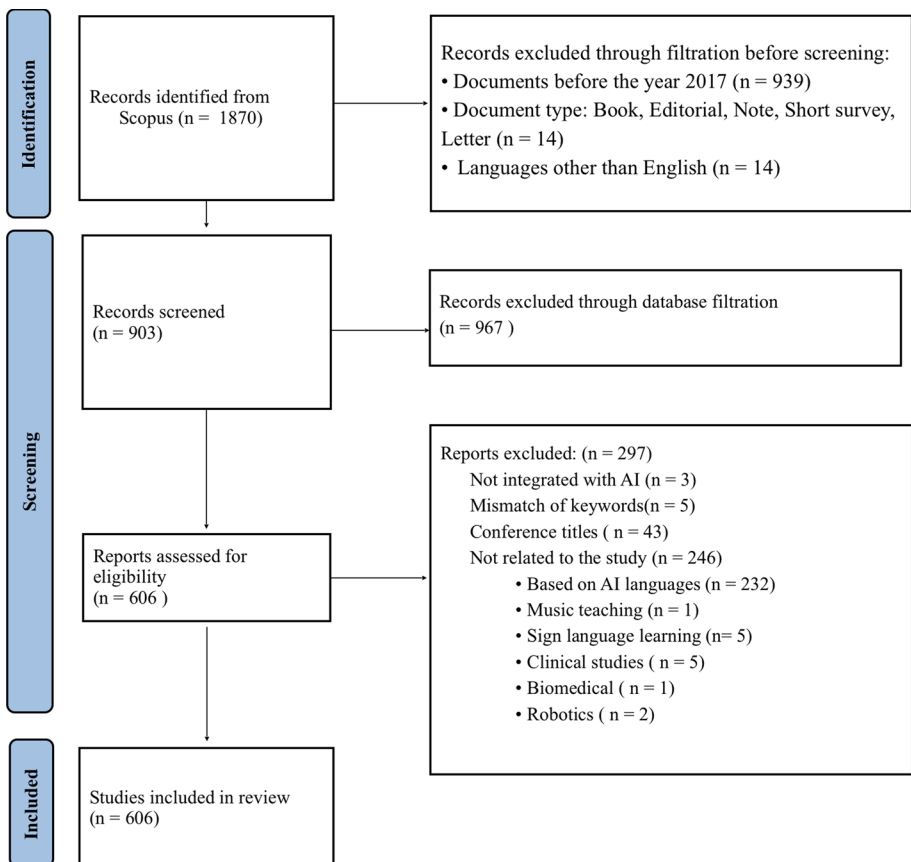 Identification
Records identified from
Scopus (n = 1870)
Records excluded through filtration before screening:
• Documents before the year 2017 (n = 939)
• Document type: Book, Editorial, Note, Short survey,
Letter (n = 14)
• Languages other than English (n = 14)
Screening
Records screened
(n = 903)
Records excluded through database filtration
(n = 967 )
Reports assessed for
eligibility
(n = 606 )
Reports excluded: (n = 297)
Not integrated with AI (n = 3)
Mismatch of keywords(n = 5)
Conference titles ( n = 43)
Not related to the study (n = 246)
• Based on AI languages (n = 232)
• Music teaching (n = 1)
• Sign language learning (n= 5)
• Clinical studies ( n = 5)
• Biomedical ( n = 1)
• Robotics ( n = 2)
Included
Studies included in review
(n = 606)